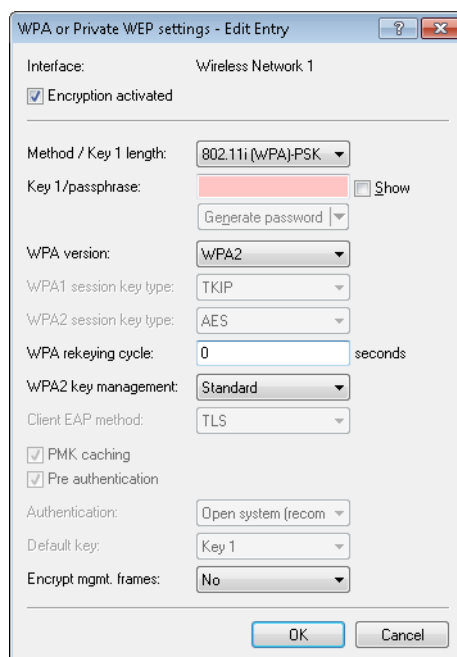 WPA or Private WEP settings - Edit Entry
Interface: Wireless Network 1
Encryption activated
Method / Key 1 length: 802.11i (WPA)-PSK
Key 1/passphrase: Show
Generate password
WPA version: WPA2
WPA1 session key type: TKIP
WPA2 session key type: AES
WPA rekeying cycle: 0 seconds
WPA2 key management: Standard
Client EAP method: TLS
PMK caching
Pre authentication
Authentication: Open system (recom
Default key: Key 1
Encrypt mgmt. frames: No
OK Cancel